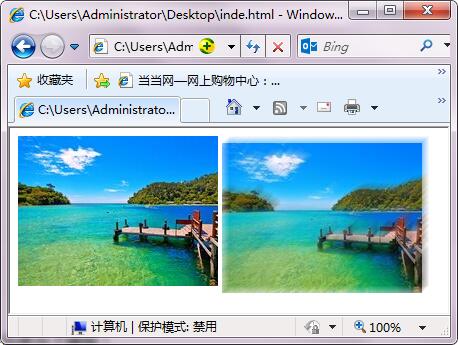 C:\Users\Administrator\Desktop\inde.html - Window...
C:\Users\Adm
Bing
收藏夹
当当网—网上购物中心：...
C:\Users\Administrato...
计算机 | 保护模式: 禁用
100%